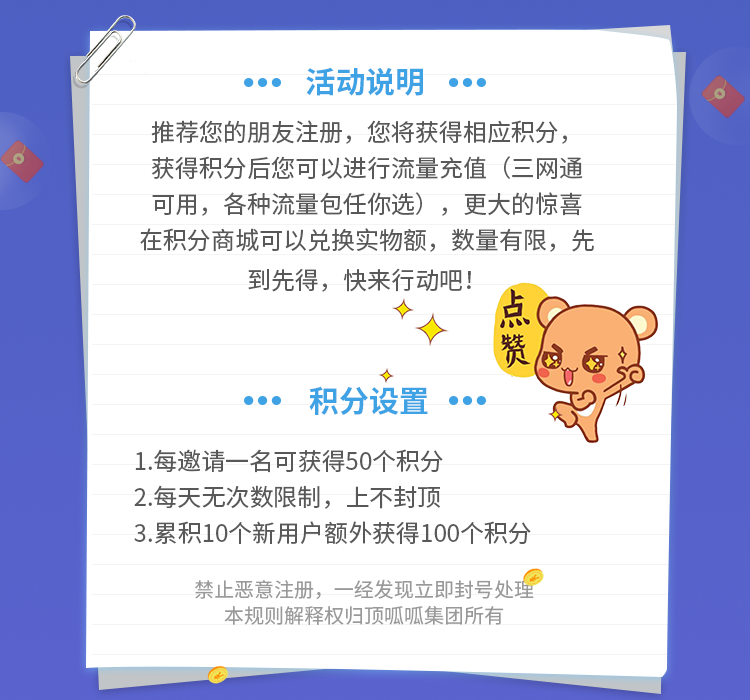 活动说明
推荐您的朋友注册，您将获得相应积分，
获得积分后您可以进行流量充值（三网通
可用，各种流量包任你选），更大的惊喜
在积分商城可以兑换实物额，数量有限，先
到先得，快来行动吧！
点赞
积分设置
1.每邀请一名可获得50个积分
2.每天无次数限制，上不封顶
3.累积10个新用户额外获得100个积分
禁止恶意注册，一经发现立即封号处理
本规则解释权归顶呱呱集团所有